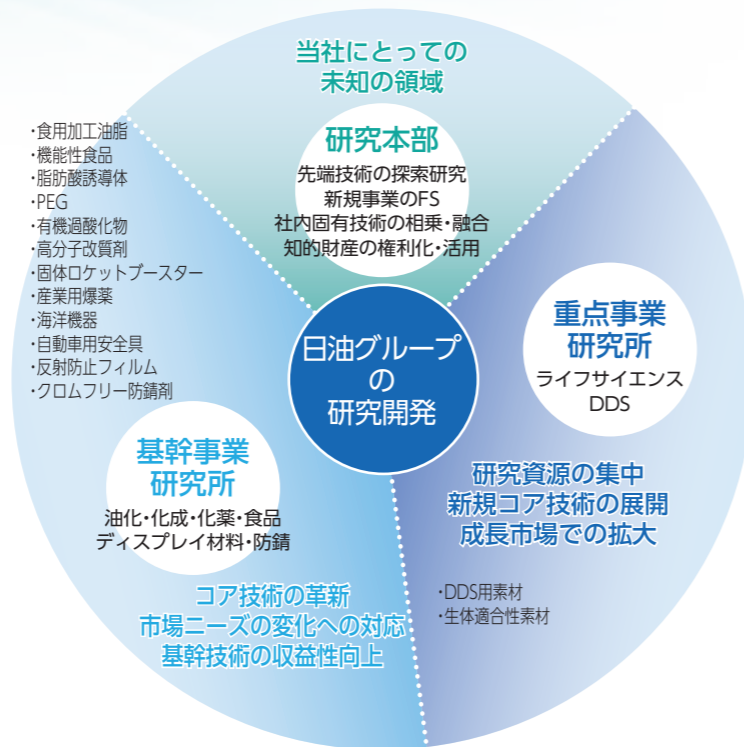 当社にとっての
未知の領域
研究本部
先端技術の探索研究
新規事業のFS
社内固有技術の相乗・融合
知的財産の権利化・活用
・食用加工油脂
・機能性食品
・脂肪酸誘導体
・PEG
・有機過酸化物
・高分子改質剤
・固体ロケットブースター
・産業用爆薬
・海洋機器
・自動車用安全具
・反射防止フィルム
・クロムフリー防錆剤
日油グループ
の
研究開発
重点事業
研究所
ライフサイエンス
DDS
研究資源の集中
新規コア技術の展開
成長市場での拡大
・DDS用素材
・生体適合性素材
基幹事業
研究所
油化・化成・化薬・食品
ディスプレイ材料・防錆
コア技術の革新
市場ニーズの変化への対応
基幹技術の収益性向上